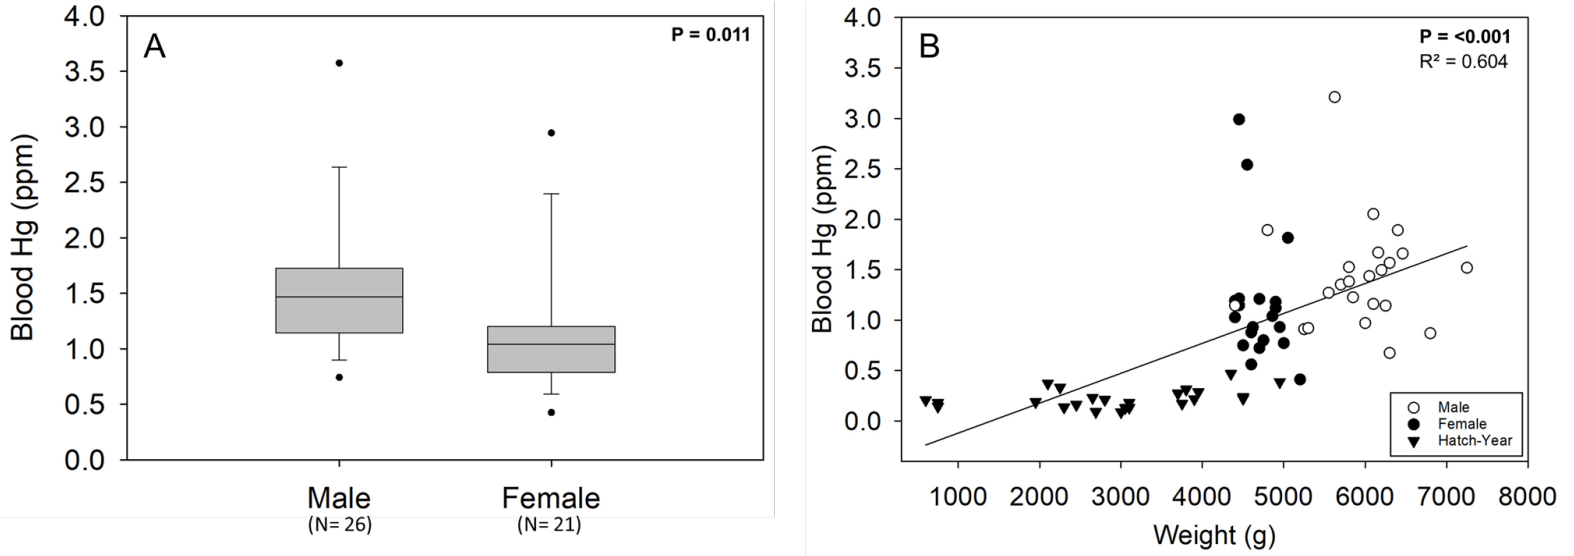 A
P = 0.011
Blood Hg (ppm)
4.0
3.5
3.0
2.5
2.0
1.5
1.0
0.5
0.0
Male
(N= 26)
Female
(N= 21)
B
P = <0.001
R² = 0.604
Blood Hg (ppm)
4.0
3.5
3.0
2.5
2.0
1.5
1.0
0.5
0.0
Male
Female
Hatch-Year
1000 2000 3000 4000 5000 6000 7000 8000
Weight (g)